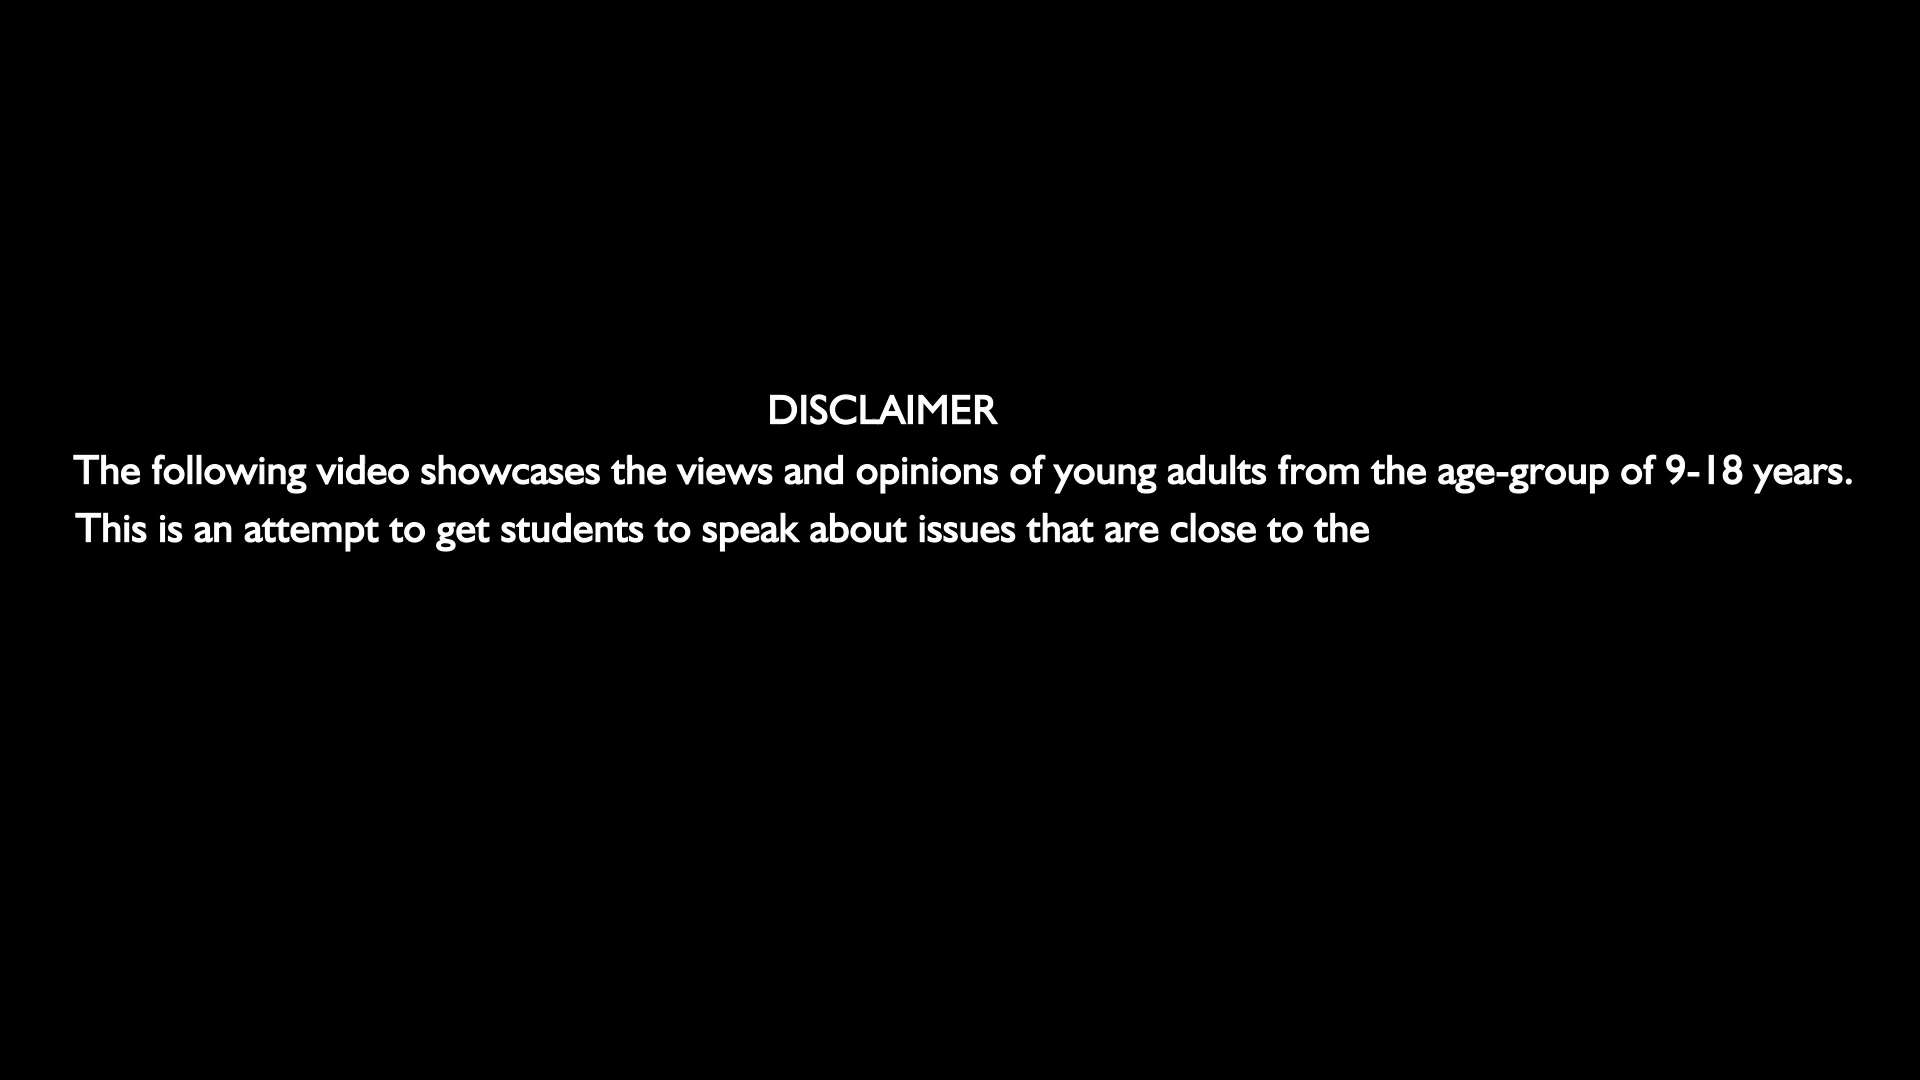 DISCLAIMER
The following video showcases the views and opinions of young adults from the age-group of 9-18 years.
This is an attempt to get students to speak about issues that are close to the